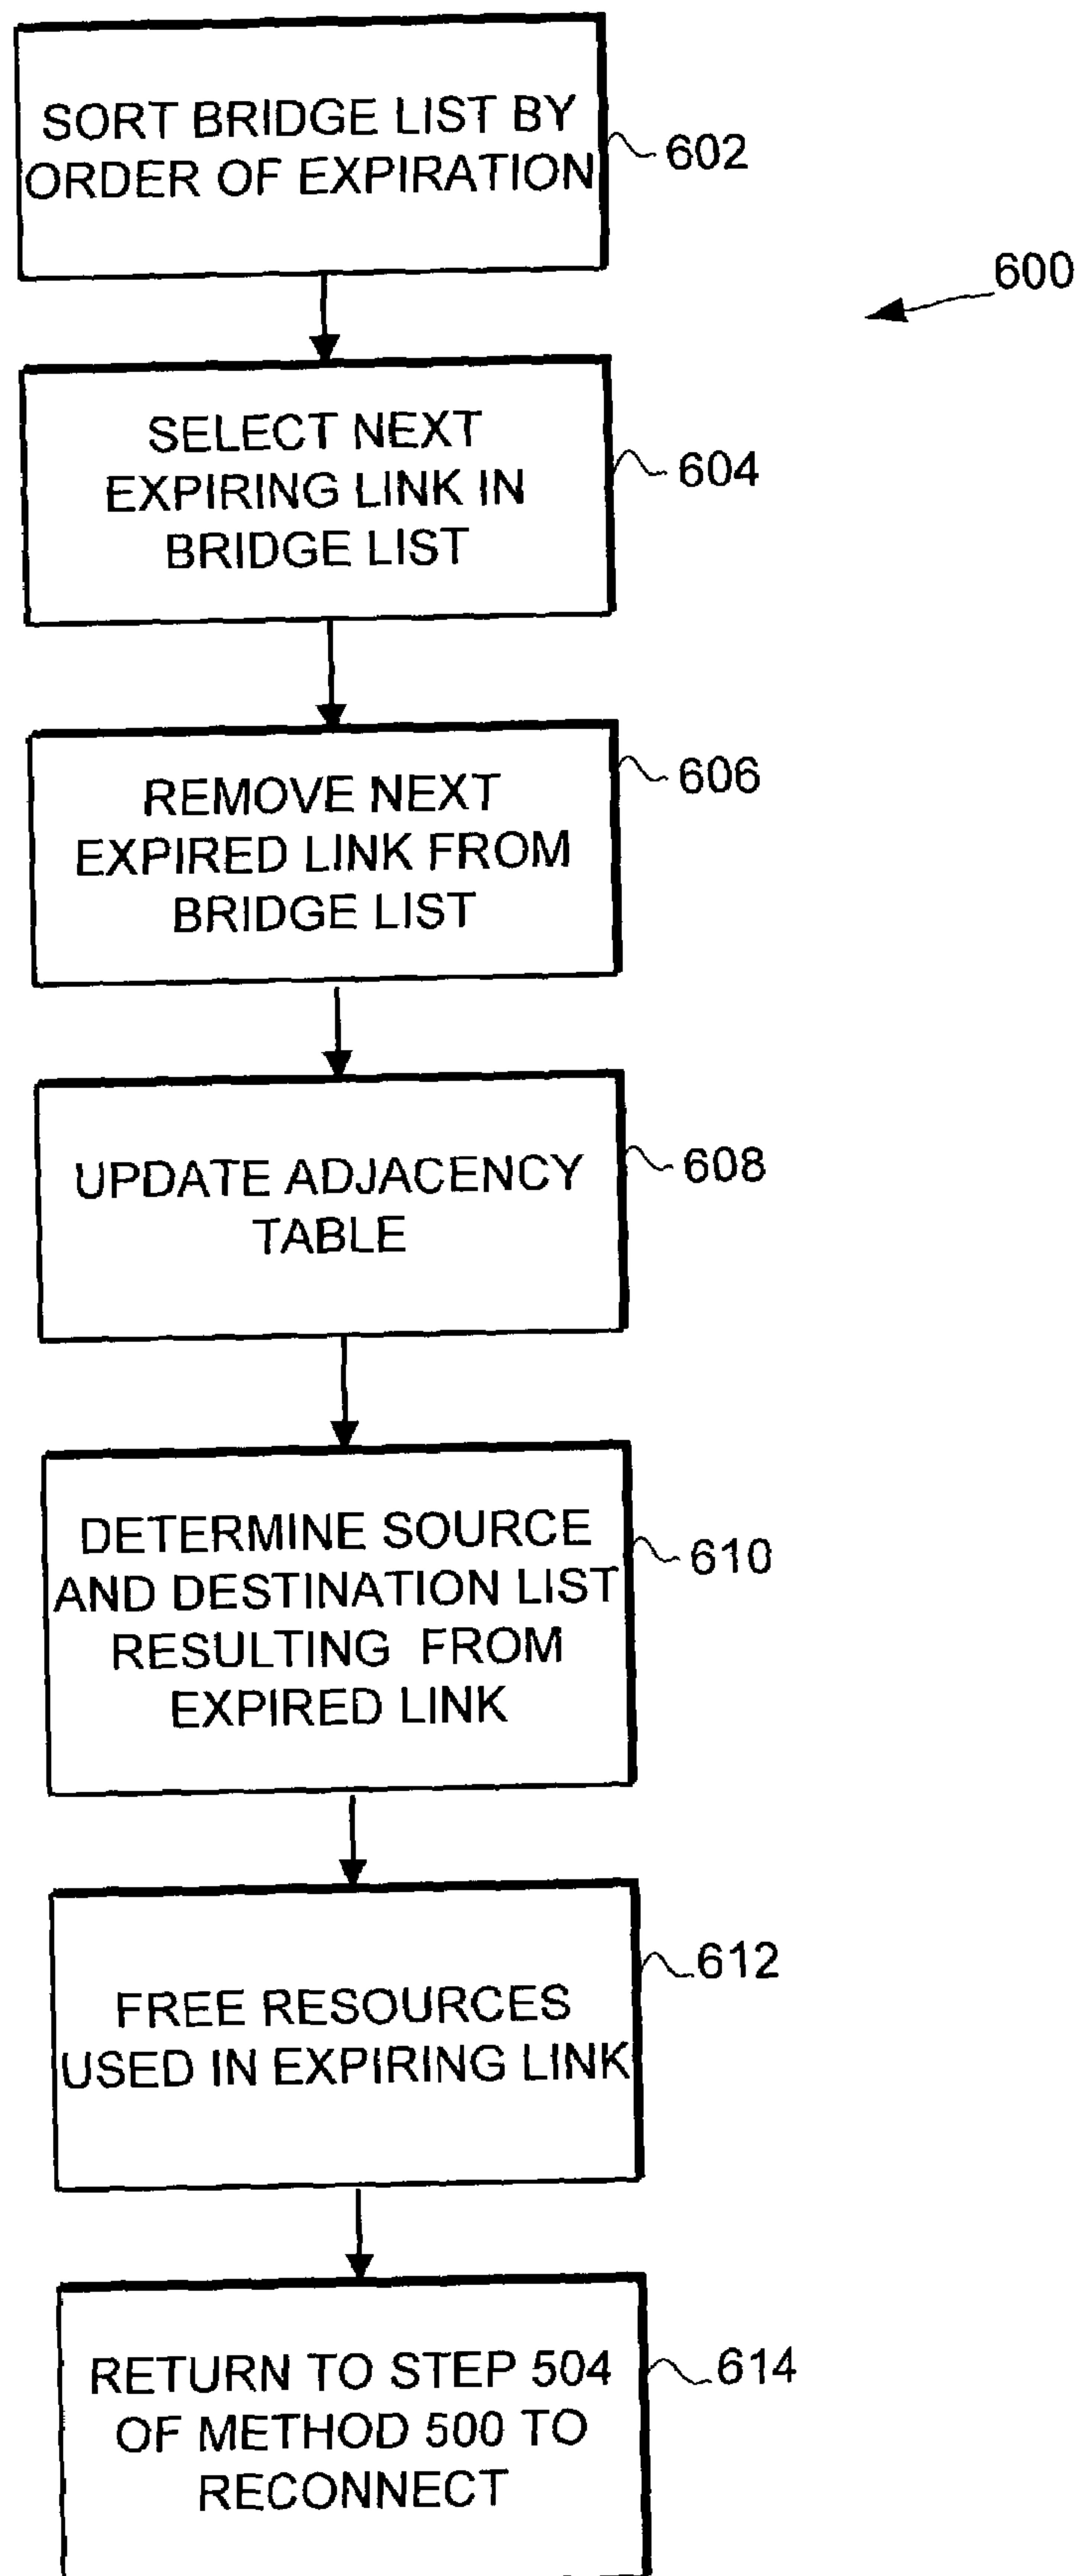 SORT BRIDGE LIST BY
ORDER OF EXPIRATION
602
600
SELECT NEXT
EXPIRING LINK IN
BRIDGE LIST
604
REMOVE NEXT
EXPIRED LINK FROM
BRIDGE LIST
606
UPDATE ADJACENCY
TABLE
608
DETERMINE SOURCE
AND DESTINATION LIST
RESULTING FROM
EXPIRED LINK
610
FREE RESOURCES
USED IN EXPIRING LINK
612
RETURN TO STEP 504
OF METHOD 500 TO
RECONNECT
614